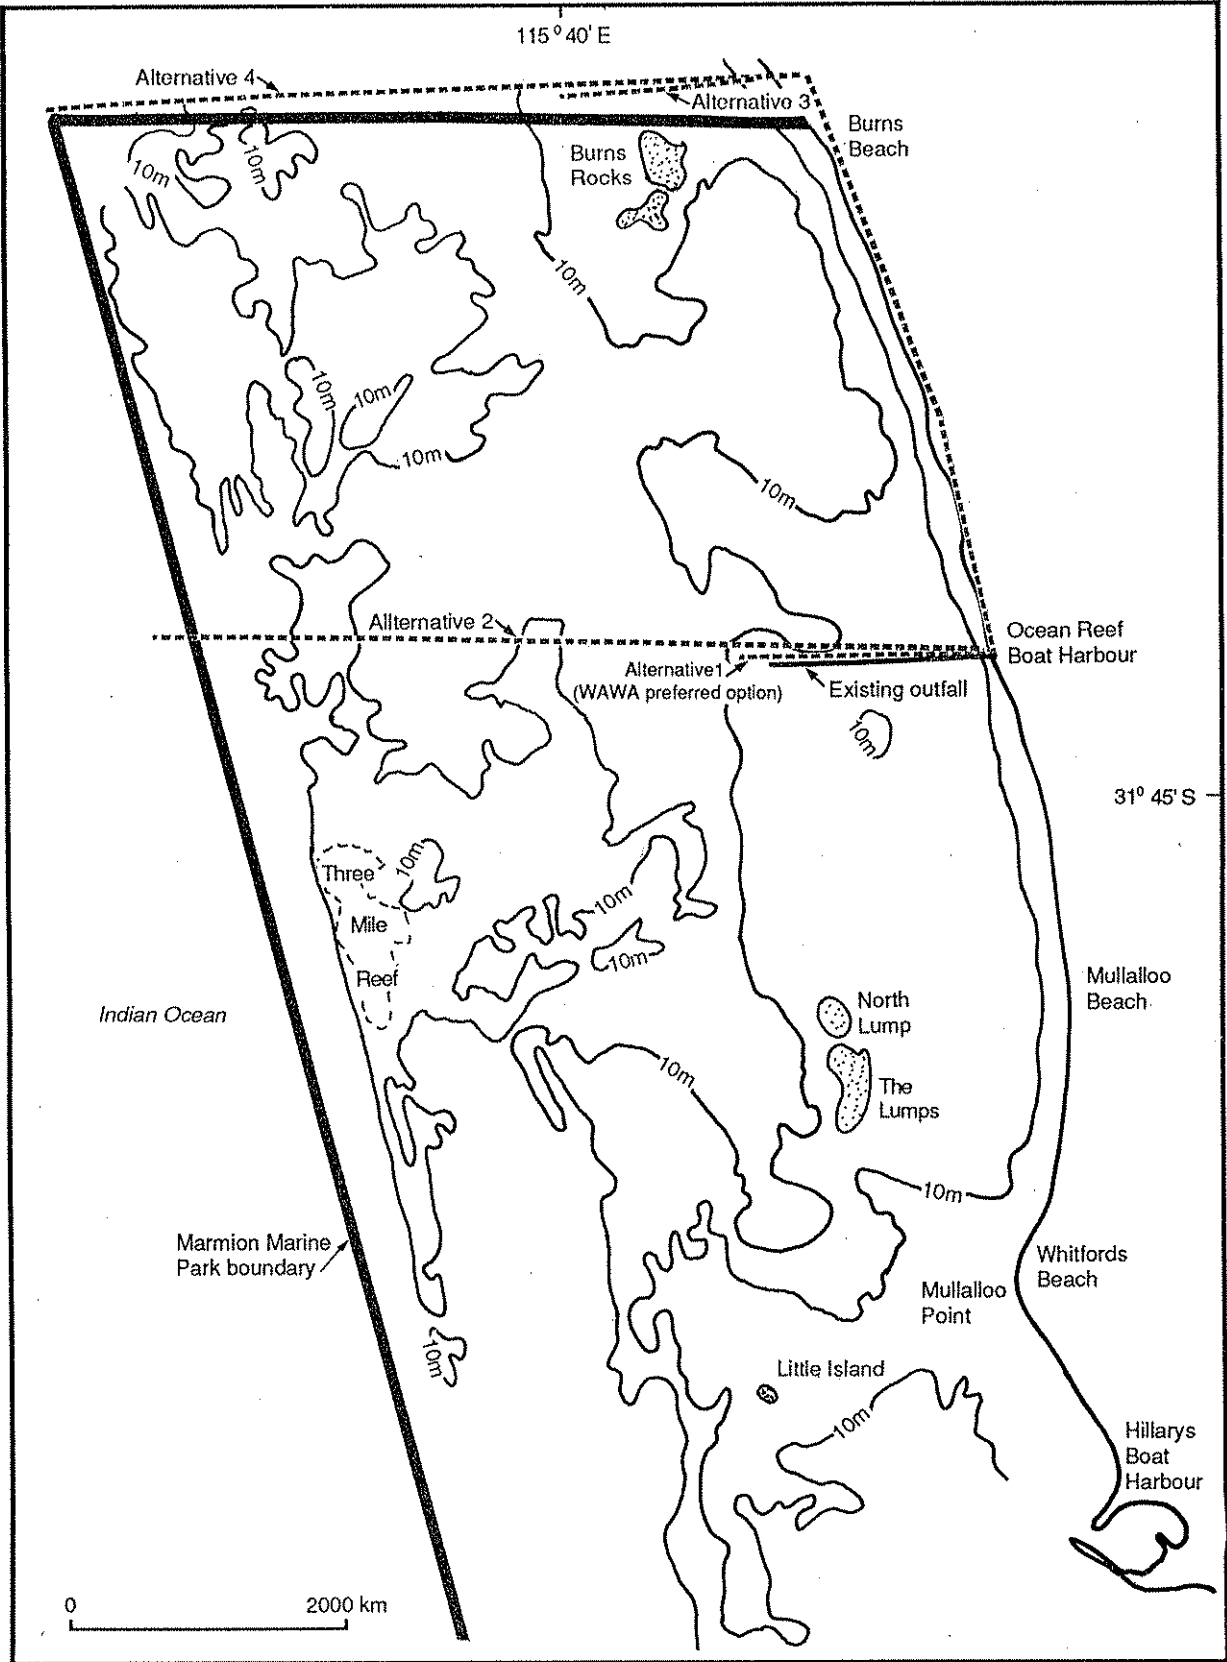 115° 40' E
Alternative 4
Alternativo 3
Burns
Beach
Burns
Rocks
10m
10m
10m
10m
10m
10m
10m
Allternative 2
Ocean Reef
Boat Harbour
Alternative1
(WAWA preferred option)
Existing outfall
10m
31° 45' S
Three
Mile
Reef
10m
10m
10m
Indian Ocean
Mullalloo
Beach
North
Lump
The
Lumps
10m
10m
Marmion Marine
Park boundary
Whitfords
Beach
Mullalloo
Point
10m
Little Island
10m
Hillarys
Boat
Harbour
0
2000 km